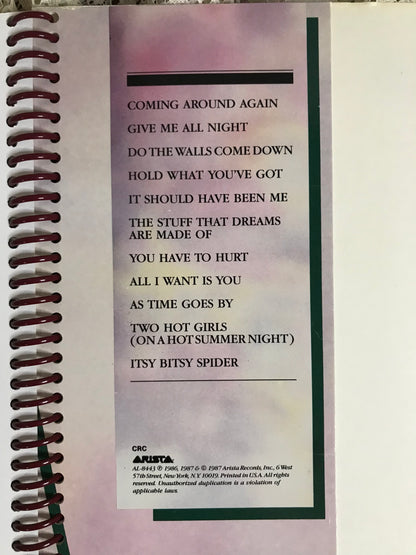 COMING AROUND AGAIN
GIVE ME ALL NIGHT
DO THE WALLS COME DOWN
HOLD WHAT YOU'VE GOT
IT SHOULD HAVE BEEN ME
THE STUFF THAT DREAMS
ARE MADE OF
YOU HAVE TO HURT
ALL I WANT IS YOU
AS TIME GOES BY
TWO HOT GIRLS
(ON A HOT SUMMER NIGHT)
ITSY BITSY SPIDER
CRC
ARISTA
AL-8443 ℗ 1986, 1987 & © 1987 Arista Records, Inc., 6 West
57th Street, New York, N.Y. 10019. Printed in U.S.A. All rights
reserved. Unauthorized duplication is a violation of
applicable laws.